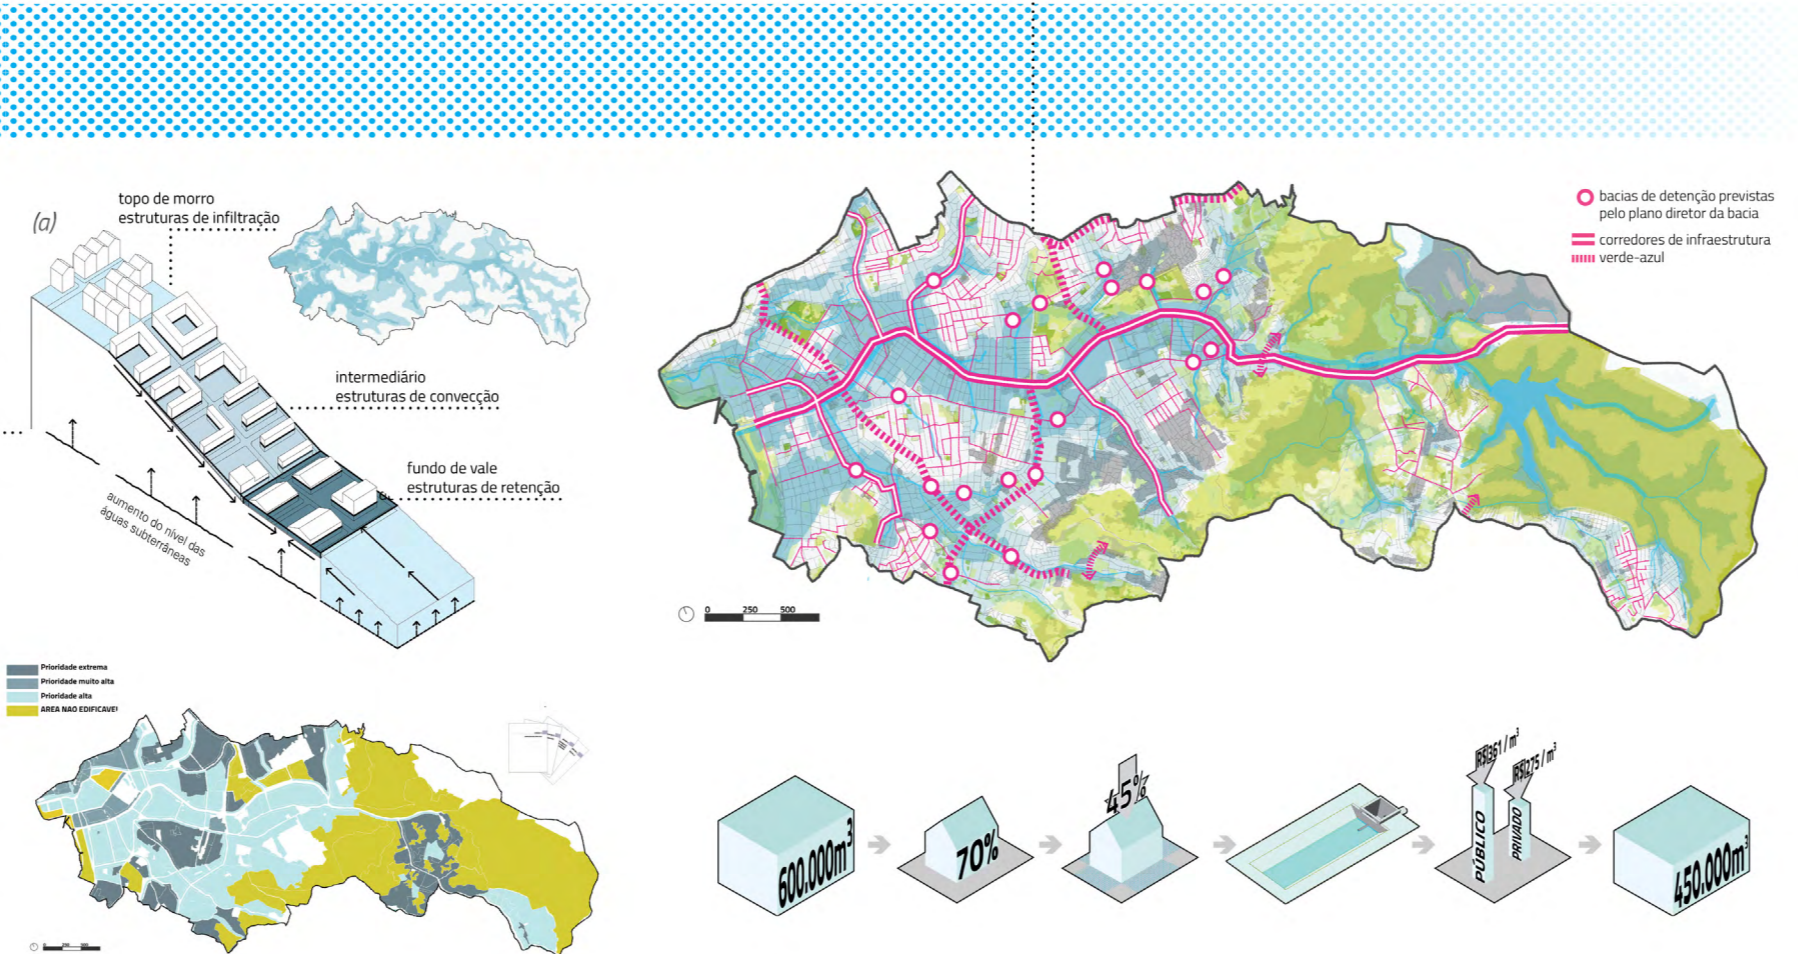 (a)
topo de morro
estruturas de infiltração
intermediário
estruturas de convecção
fundo de vale
estruturas de retenção
aumento do nível das
águas subterrâneas
bacias de detenção previstas
pelo plano diretor da bacia
corredores de infraestrutura
verde-azul
0 250 500
Prioridade extrema
Prioridade muito alta
Prioridade alta
AREA NAO EDIFICAVEl
0 250 500
600.000m³
70%
45%
R$361 / m³
R$275 / m³
PÚBLICO
PRIVADO
450.000m³